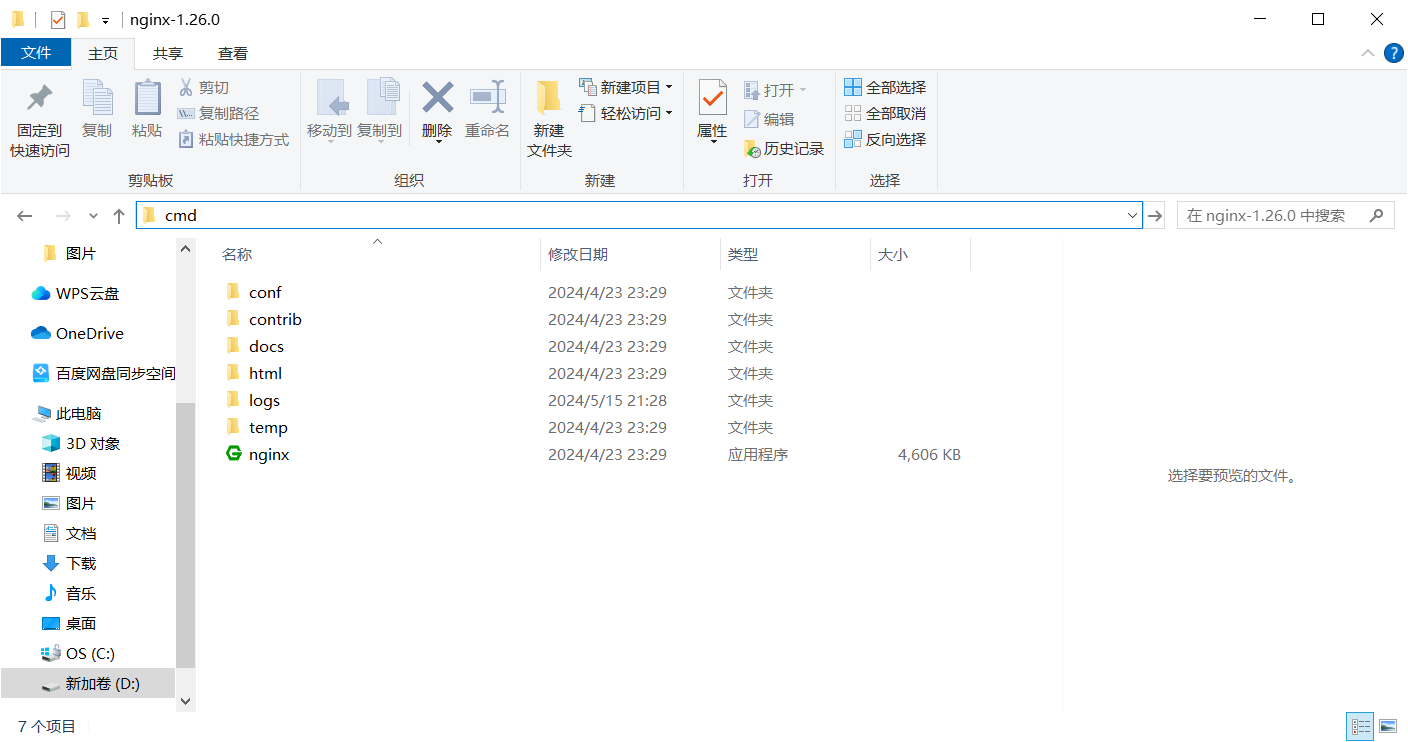 nginx-1.26.0
文件 主页 共享 查看
固定到
快速访问
复制
粘贴
剪切
复制路径
粘贴快捷方式
剪贴板
移动到
复制到
删除
重命名
组织
新建
文件夹
新建项目
轻松访问
新建
属性
打开
编辑
历史记录
打开
全部选择
全部取消
反向选择
选择
cmd
在 nginx-1.26.0 中搜索
图片
WPS云盘
OneDrive
百度网盘同步空间
此电脑
3D 对象
视频
图片
文档
下载
音乐
桌面
OS (C:)
新加卷 (D:)
名称 修改日期 类型 大小
conf 2024/4/23 23:29 文件夹
contrib 2024/4/23 23:29 文件夹
docs 2024/4/23 23:29 文件夹
html 2024/4/23 23:29 文件夹
logs 2024/5/15 21:28 文件夹
temp 2024/4/23 23:29 文件夹
nginx 2024/4/23 23:29 应用程序 4,606 KB
选择要预览的文件。
7 个项目